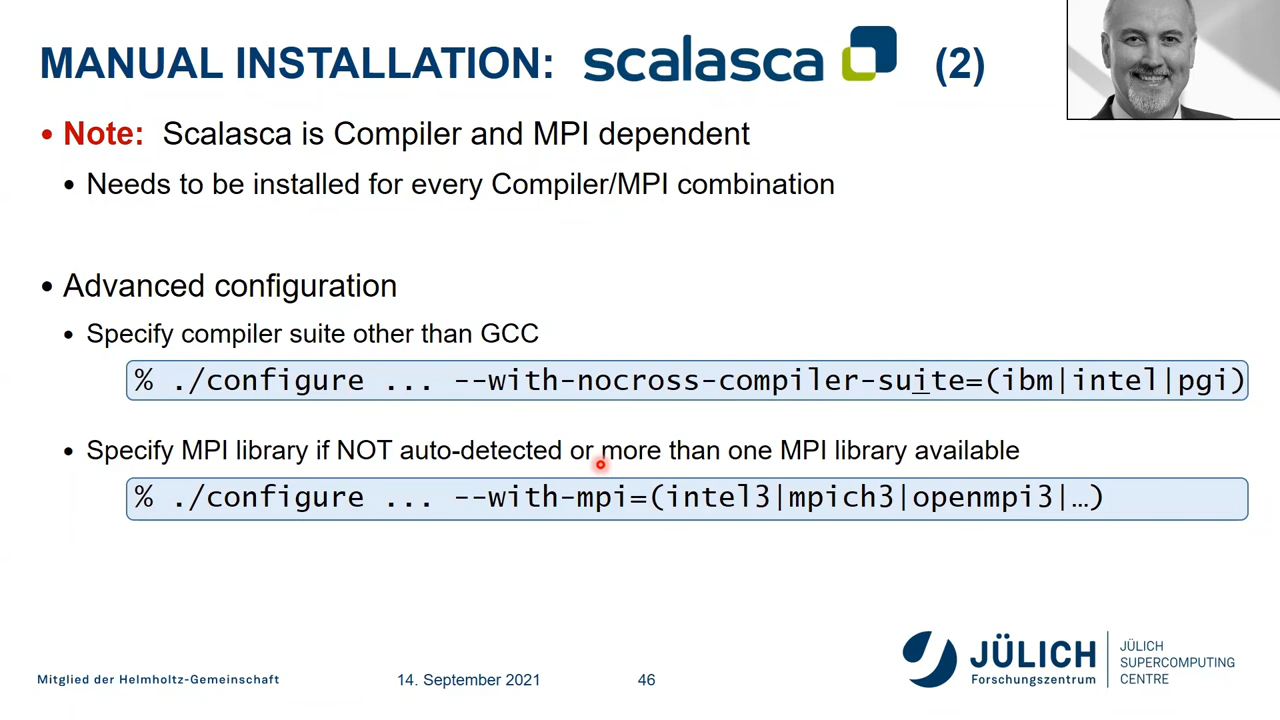 MANUAL INSTALLATION: scalasca (2)
• Note: Scalasca is Compiler and MPI dependent
• Needs to be installed for every Compiler/MPI combination
• Advanced configuration
• Specify compiler suite other than GCC
% ./configure ... --with-nocross-compiler-suite=(ibm|intel|pgi)
• Specify MPI library if NOT auto-detected or more than one MPI library available
% ./configure ... --with-mpi=(intel3|mpich3|openmpi3|…)
Mitglied der Helmholtz-Gemeinschaft
14. September 2021
46
JÜLICH
Forschungszentrum
JÜLICH
SUPERCOMPUTING
CENTRE